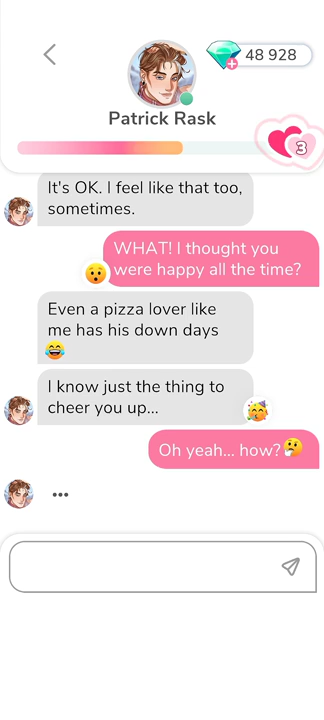 48 928
Patrick Rask
3
It's OK. I feel like that too,
sometimes.
WHAT! I thought you
were happy all the time?
Even a pizza lover like
me has his down days
😂
I know just the thing to
cheer you up...
Oh yeah... how?🤔